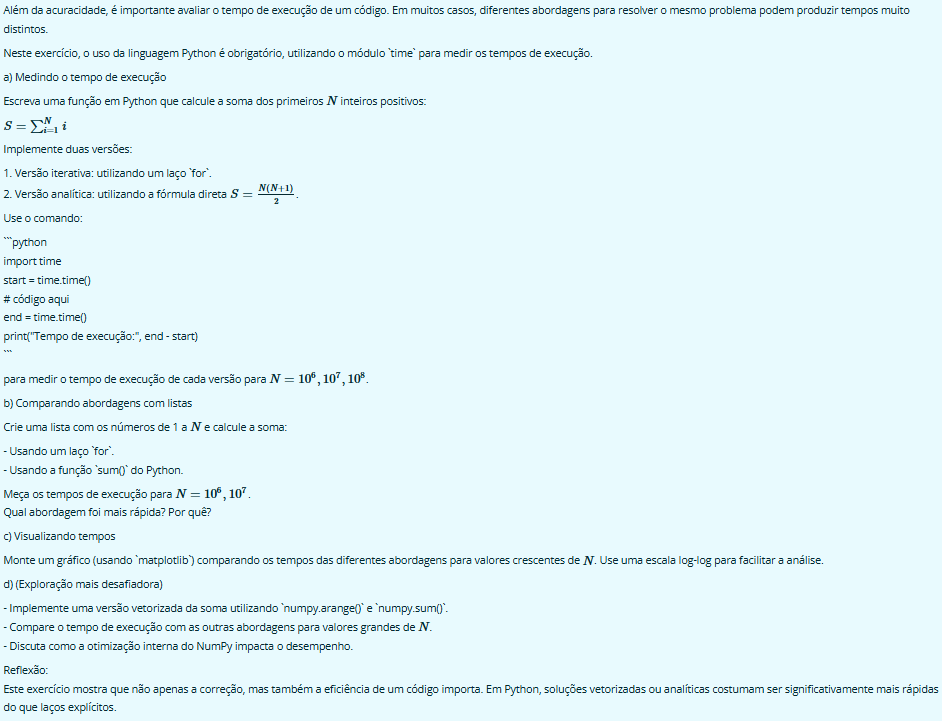 Além da acuracidade, é importante avaliar o tempo de execução de um código. Em muitos casos, diferentes abordagens para resolver o mesmo problema podem produzir tempos muito
distintos.
Neste exercício, o uso da linguagem Python é obrigatório, utilizando o módulo `time` para medir os tempos de execução.
a) Medindo o tempo de execução
Escreva uma função em Python que calcule a soma dos primeiros N inteiros positivos:
S = ∑_{i=1}^{N} i
Implemente duas versões:
1. Versão iterativa: utilizando um laço `for`.
2. Versão analítica: utilizando a fórmula direta S = \frac{N(N+1)}{2}.
Use o comando:
```python
import time
start = time.time()
# código aqui
end = time.time()
print("Tempo de execução:", end - start)
```
para medir o tempo de execução de cada versão para N = 10⁶, 10⁷, 10⁸.
b) Comparando abordagens com listas
Crie uma lista com os números de 1 a N e calcule a soma:
- Usando um laço `for`.
- Usando a função `sum()` do Python.
Meça os tempos de execução para N = 10⁶, 10⁷.
Qual abordagem foi mais rápida? Por quê?
c) Visualizando tempos
Monte um gráfico (usando `matplotlib`) comparando os tempos das diferentes abordagens para valores crescentes de N. Use uma escala log-log para facilitar a análise.
d) (Exploração mais desafiadora)
- Implemente uma versão vetorizada da soma utilizando `numpy.arange()` e `numpy.sum()`.
- Compare o tempo de execução com as outras abordagens para valores grandes de N.
- Discuta como a otimização interna do NumPy impacta o desempenho.
Reflexão:
Este exercício mostra que não apenas a correção, mas também a eficiência de um código importa. Em Python, soluções vetorizadas ou analíticas costumam ser significativamente mais rápidas
do que laços explícitos.